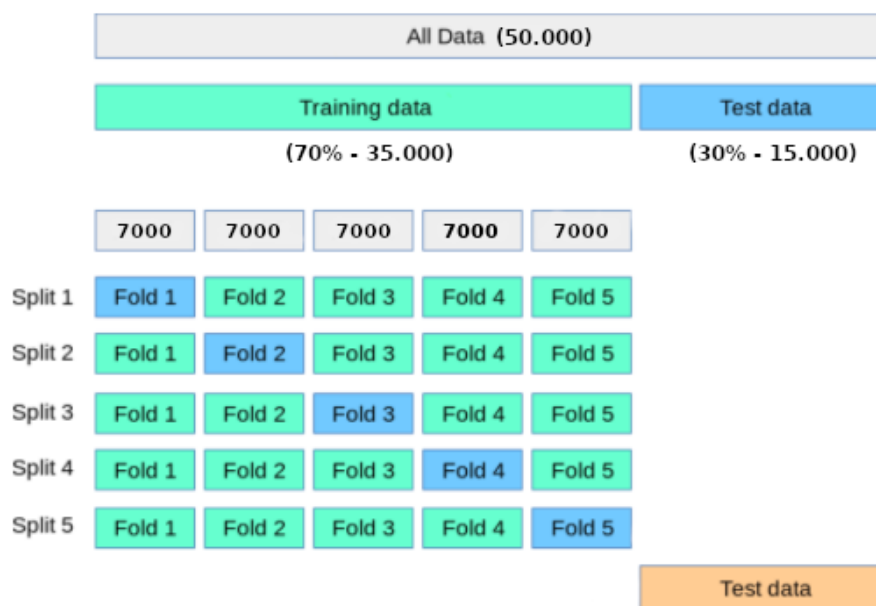 All Data (50.000)
Training data Test data
(70% - 35.000) (30% - 15.000)
7000 7000 7000 7000 7000
Split 1 Fold 1 Fold 2 Fold 3 Fold 4 Fold 5
Split 2 Fold 1 Fold 2 Fold 3 Fold 4 Fold 5
Split 3 Fold 1 Fold 2 Fold 3 Fold 4 Fold 5
Split 4 Fold 1 Fold 2 Fold 3 Fold 4 Fold 5
Split 5 Fold 1 Fold 2 Fold 3 Fold 4 Fold 5
Test data